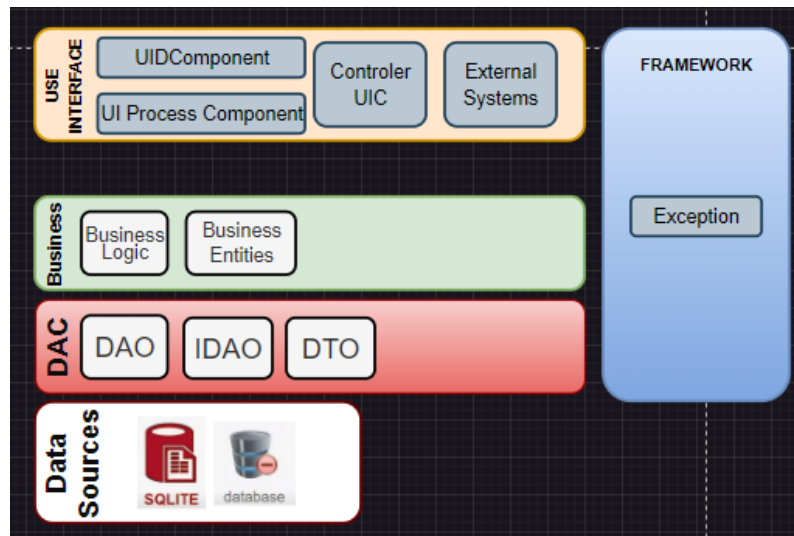 USE
INTERFACE
UIDComponent
UI Process Component
Controler
UIC
External
Systems
FRAMEWORK
Exception
Business
Business
Logic
Business
Entities
DAC
DAO
IDAO
DTO
Data
Sources
SQLITE
database